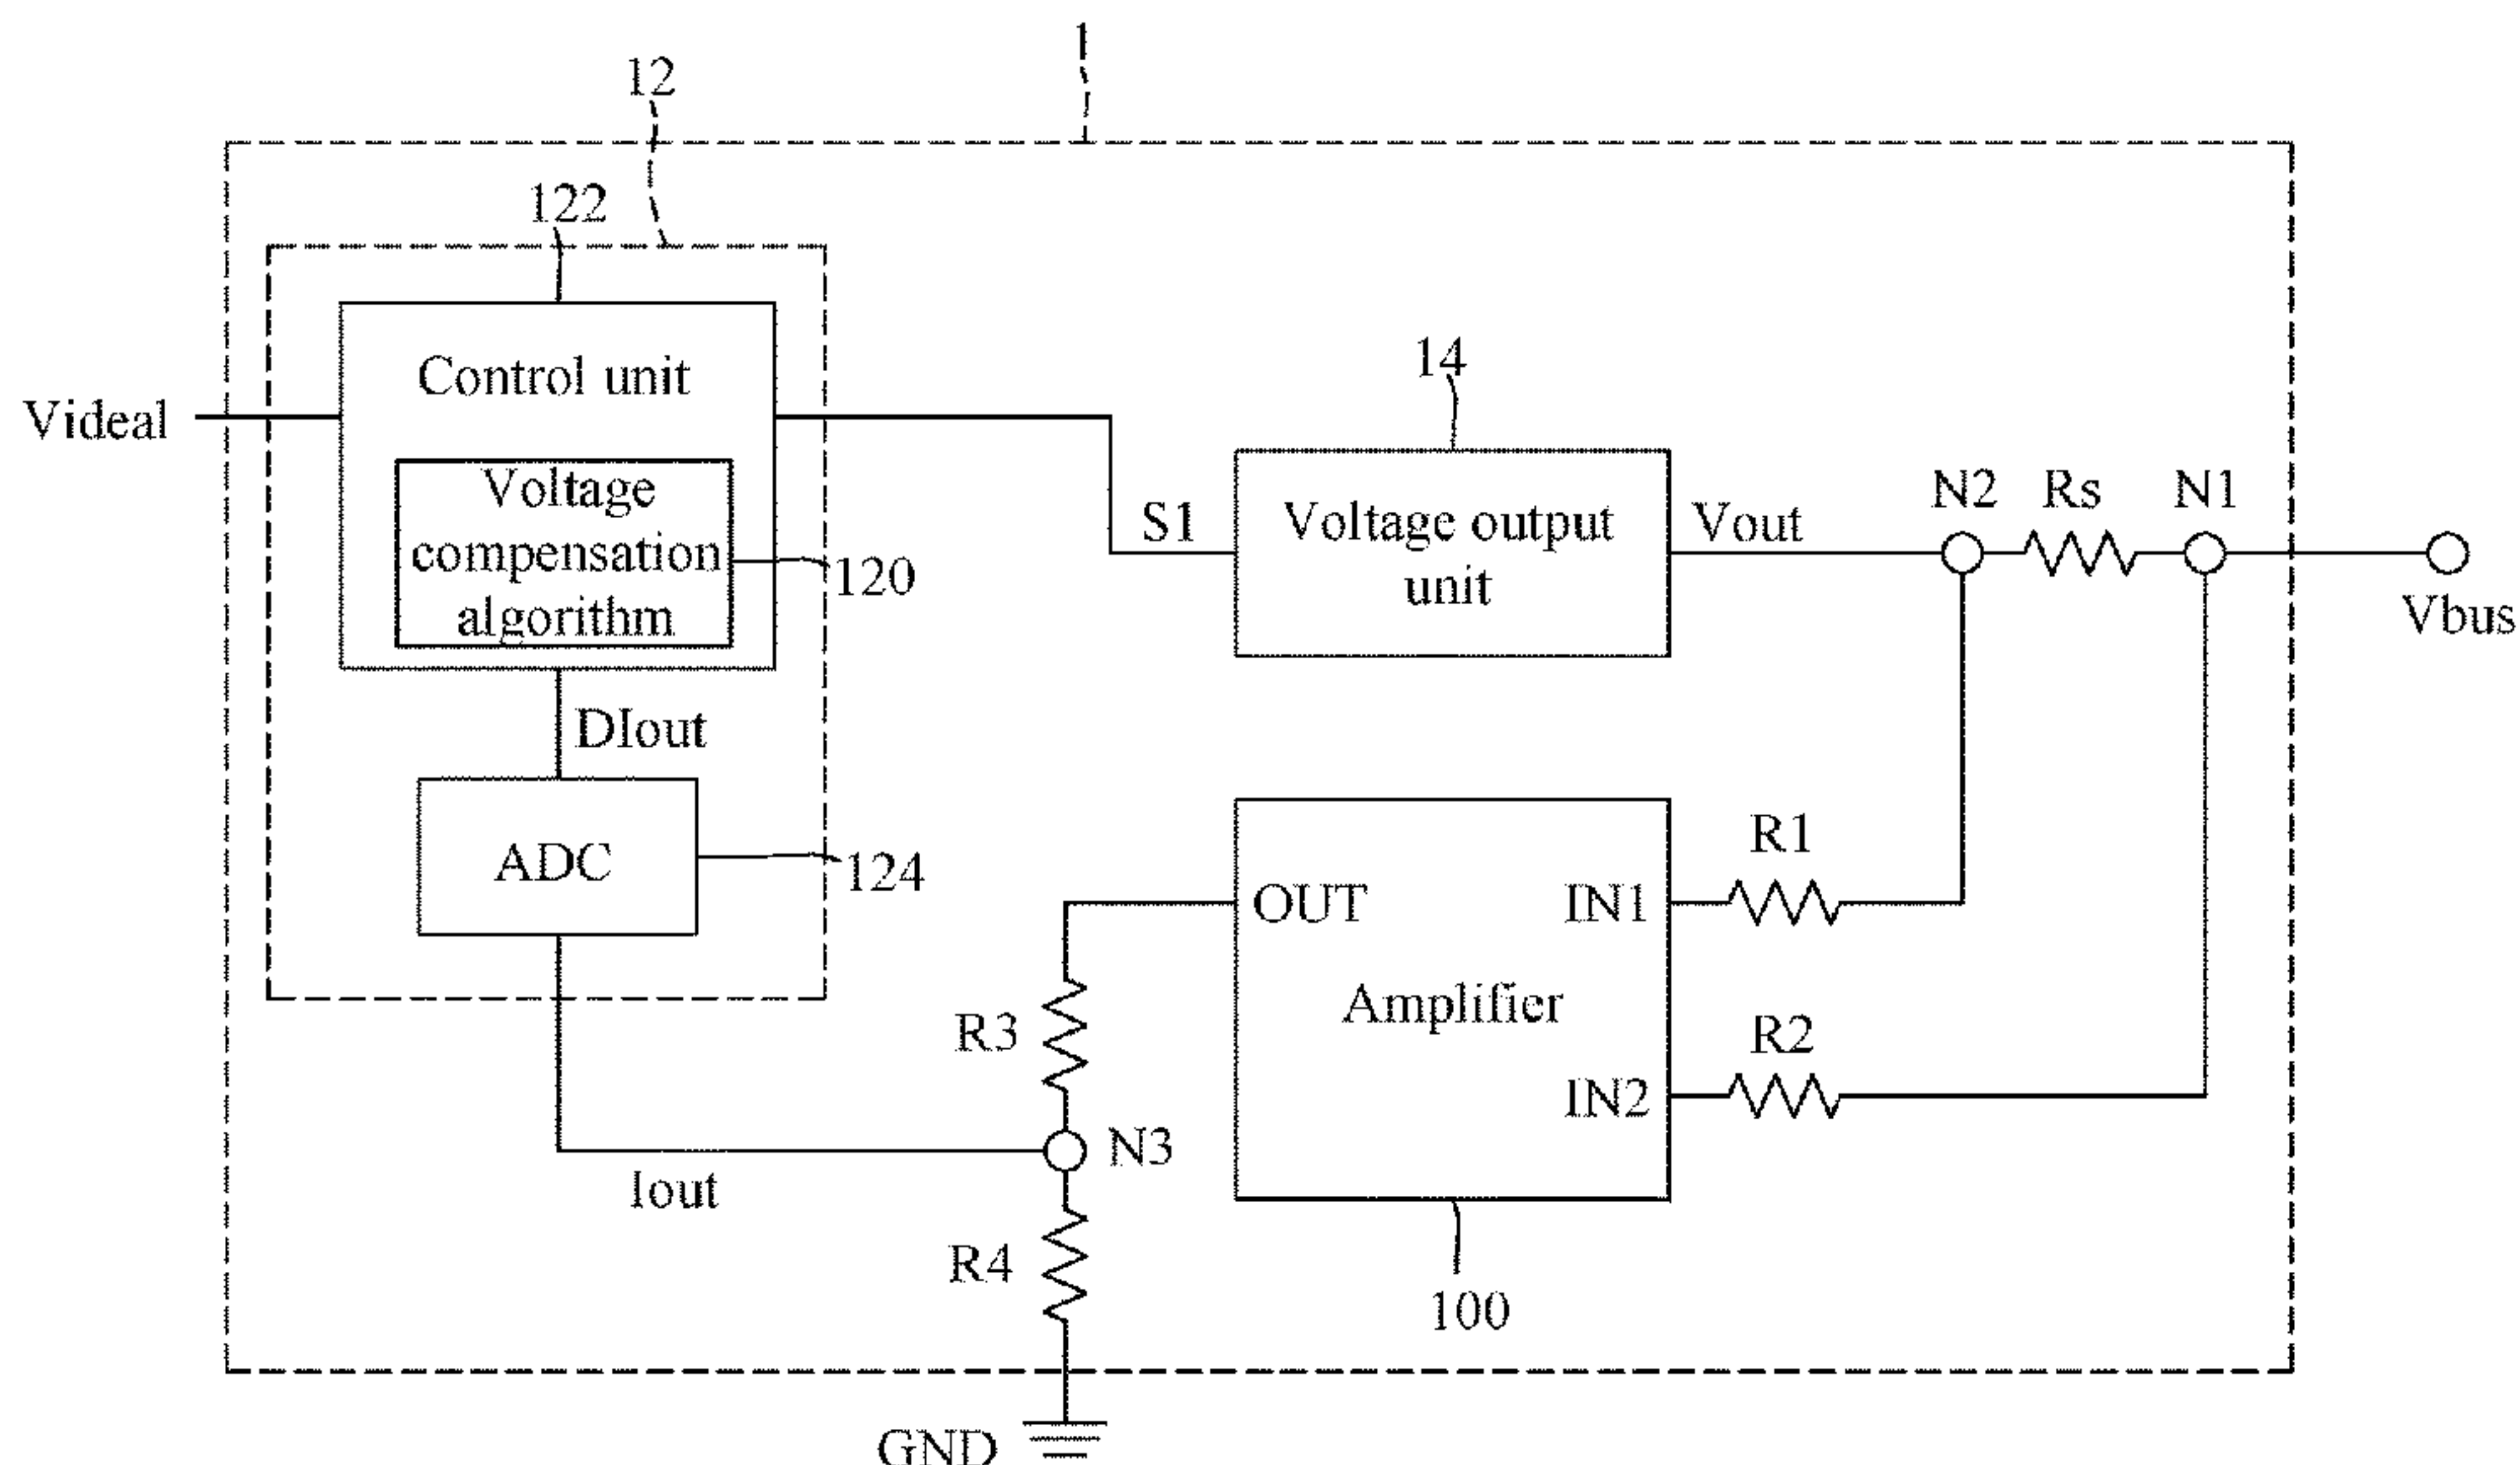 1
12
122
Control unit
Videal
Voltage
compensation
algorithm
120
S1
14
Voltage output
unit
Vout
N2
Rs
N1
Vbus
DIout
ADC
124
OUT
IN1
R1
Amplifier
R3
IN2
R2
N3
Iout
R4
100
GND